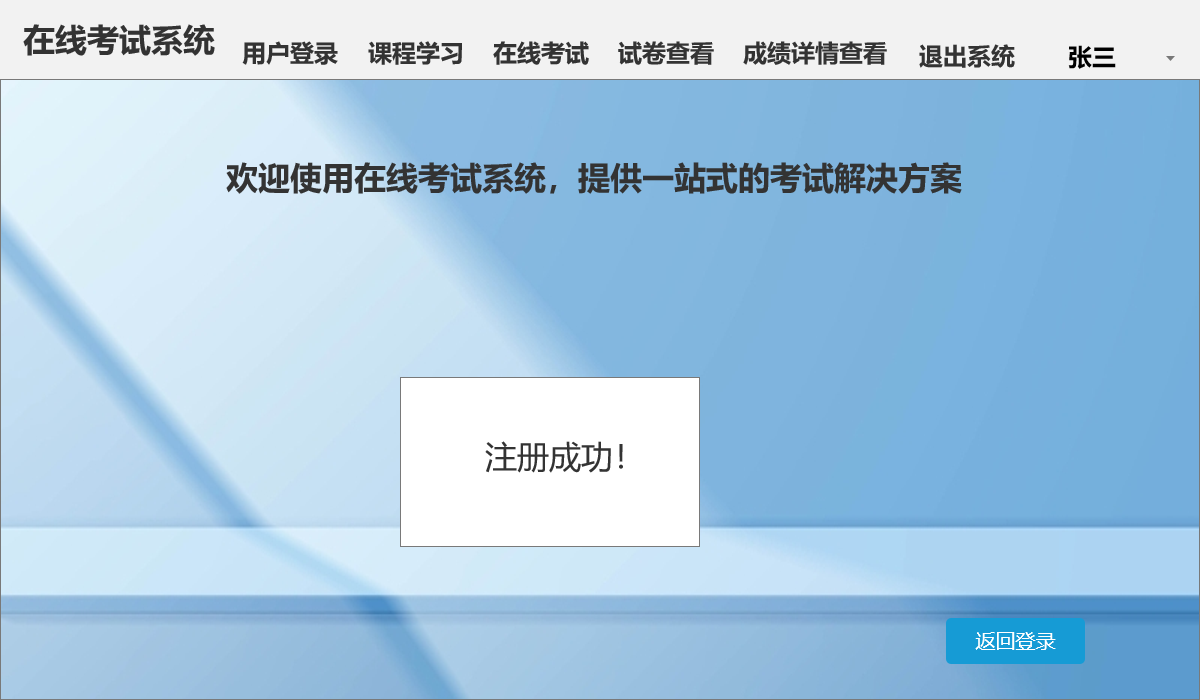 在线考试系统 用户登录 课程学习 在线考试 试卷查看 成绩详情查看 退出系统 张三
欢迎使用在线考试系统，提供一站式的考试解决方案
注册成功！
返回登录